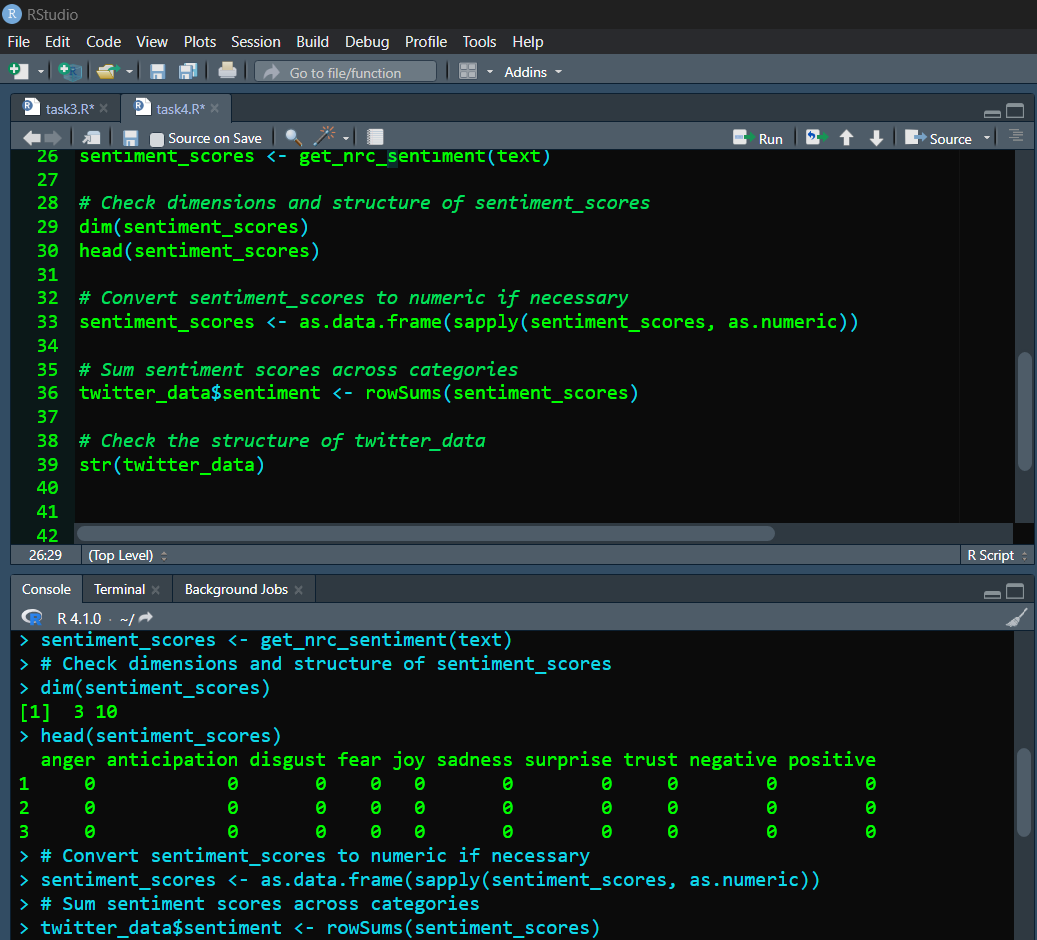 RStudio
File Edit Code View Plots Session Build Debug Profile Tools Help
Go to file/function Addins
task3.R* task4.R*
Source on Save Run Source
26 sentiment_scores <- get_nrc_sentiment(text)
27
28 # Check dimensions and structure of sentiment_scores
29 dim(sentiment_scores)
30 head(sentiment_scores)
31
32 # Convert sentiment_scores to numeric if necessary
33 sentiment_scores <- as.data.frame(sapply(sentiment_scores, as.numeric))
34
35 # Sum sentiment scores across categories
36 twitter_data$sentiment <- rowSums(sentiment_scores)
37
38 # Check the structure of twitter_data
39 str(twitter_data)
40
41
42
26:29 (Top Level) R Script
Console Terminal Background Jobs
R 4.1.0 · ~/
> sentiment_scores <- get_nrc_sentiment(text)
> # Check dimensions and structure of sentiment_scores
> dim(sentiment_scores)
[1]  3 10
> head(sentiment_scores)
  anger anticipation disgust fear joy sadness surprise trust negative positive
1     0            0       0    0   0       0        0     0        0        0
2     0            0       0    0   0       0        0     0        0        0
3     0            0       0    0   0       0        0     0        0        0
> # Convert sentiment_scores to numeric if necessary
> sentiment_scores <- as.data.frame(sapply(sentiment_scores, as.numeric))
> # Sum sentiment scores across categories
> twitter_data$sentiment <- rowSums(sentiment_scores)